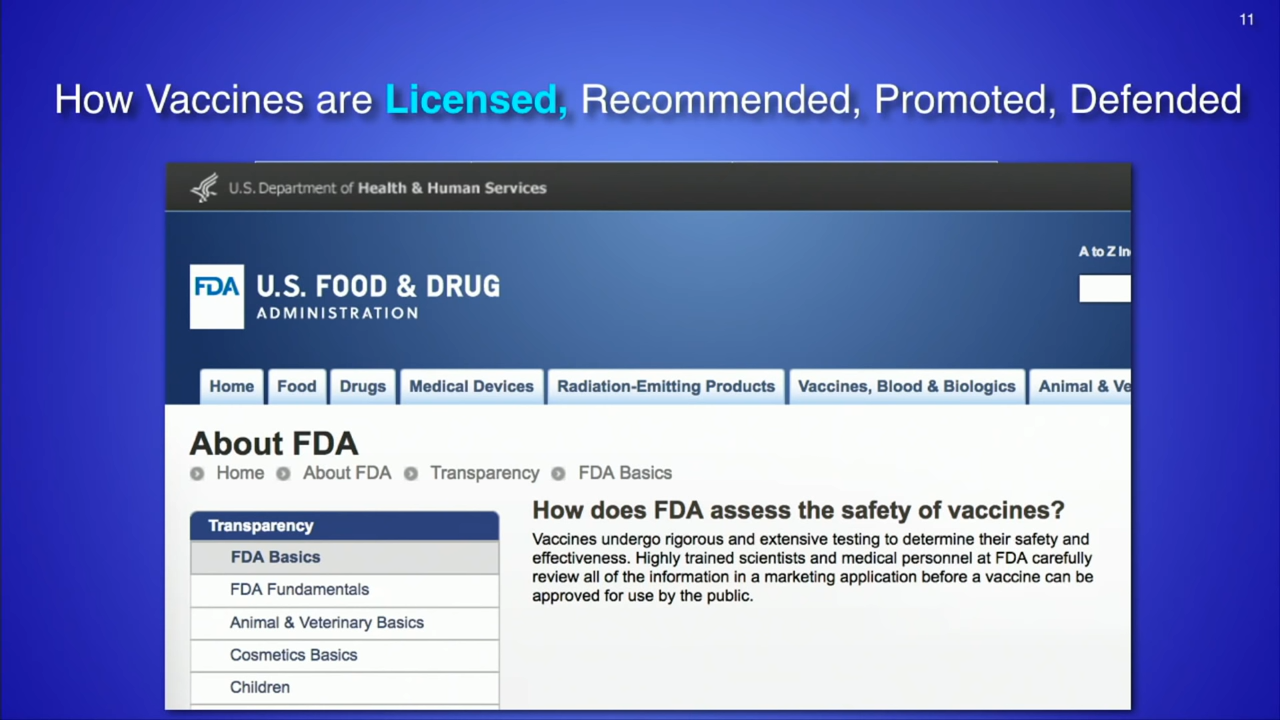 11
How Vaccines are Licensed, Recommended, Promoted, Defended
U.S. Department of Health & Human Services
A to Z In
FDA U.S. FOOD & DRUG
ADMINISTRATION
Home Food Drugs Medical Devices Radiation-Emitting Products Vaccines, Blood & Biologics Animal & Ve
About FDA
Home About FDA Transparency FDA Basics
Transparency
FDA Basics
FDA Fundamentals
Animal & Veterinary Basics
Cosmetics Basics
Children
How does FDA assess the safety of vaccines?
Vaccines undergo rigorous and extensive testing to determine their safety and
effectiveness. Highly trained scientists and medical personnel at FDA carefully
review all of the information in a marketing application before a vaccine can be
approved for use by the public.